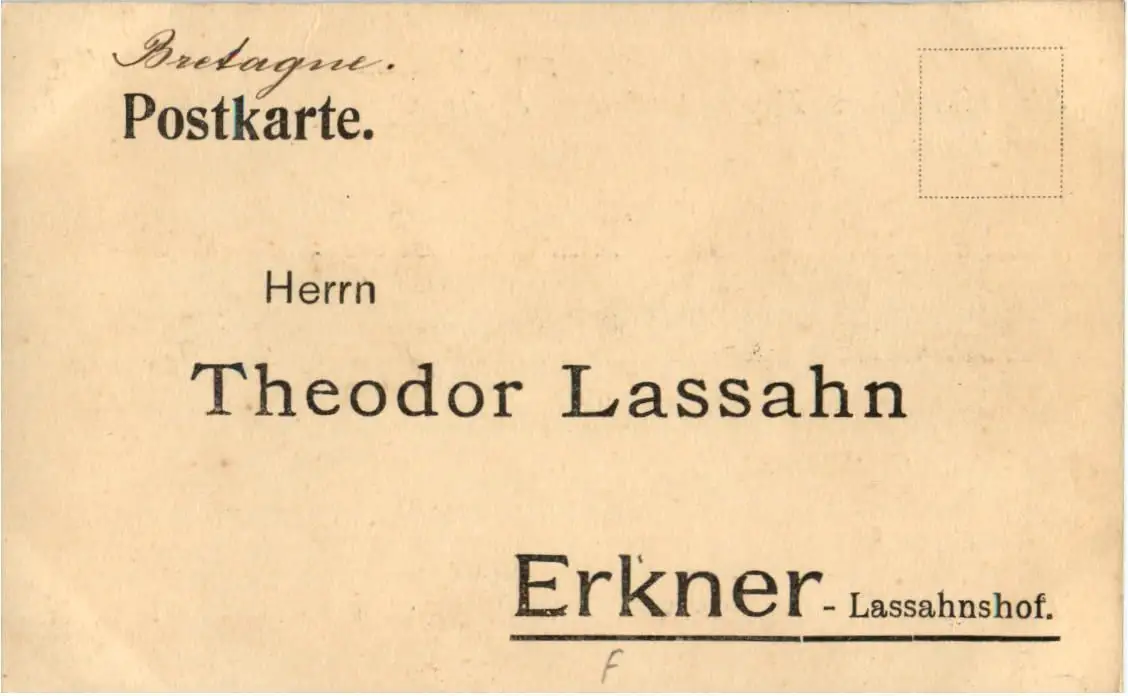 Bretagne.
Postkarte.
Herrn
Theodor Lassahn
Erkner - Lassahnshof.
F